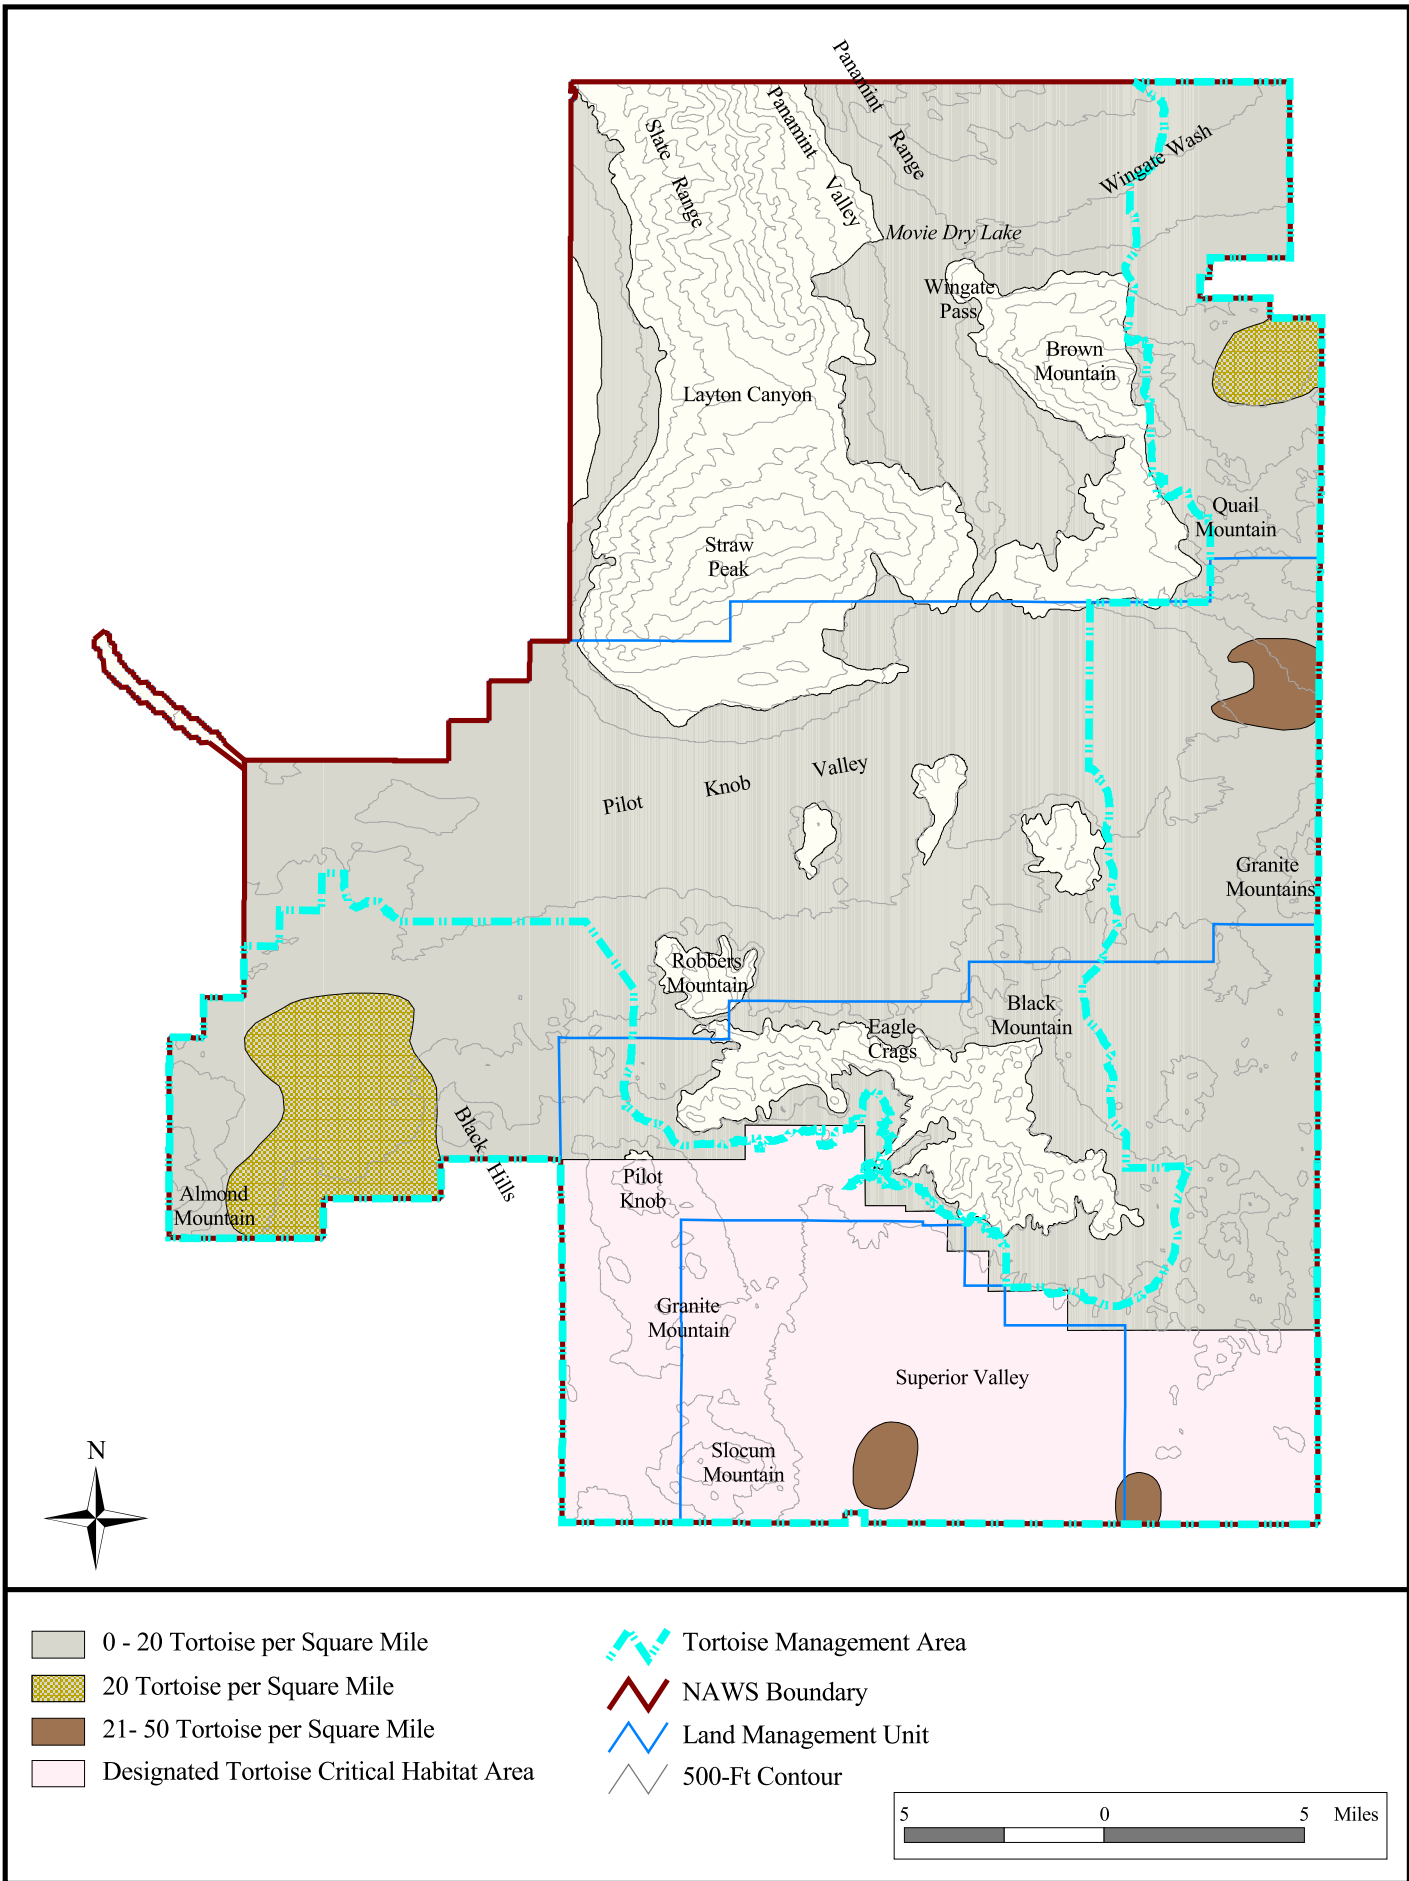 Panamint
Range
Panamint
Valley
Slate
Range
Wingate Wash
Movie Dry Lake
Wingate
Pass
Brown
Mountain
Layton Canyon
Quail
Mountain
Straw
Peak
Pilot Knob Valley
Granite
Mountains
Robbers
Mountain
Black
Mountain
Eagle
Crags
Black Hills
Pilot
Knob
Almond
Mountain
Granite
Mountain
Superior Valley
Slocum
Mountain
N
0 - 20 Tortoise per Square Mile
20 Tortoise per Square Mile
21- 50 Tortoise per Square Mile
Designated Tortoise Critical Habitat Area
Tortoise Management Area
NAWS Boundary
Land Management Unit
500-Ft Contour
5 0 5 Miles